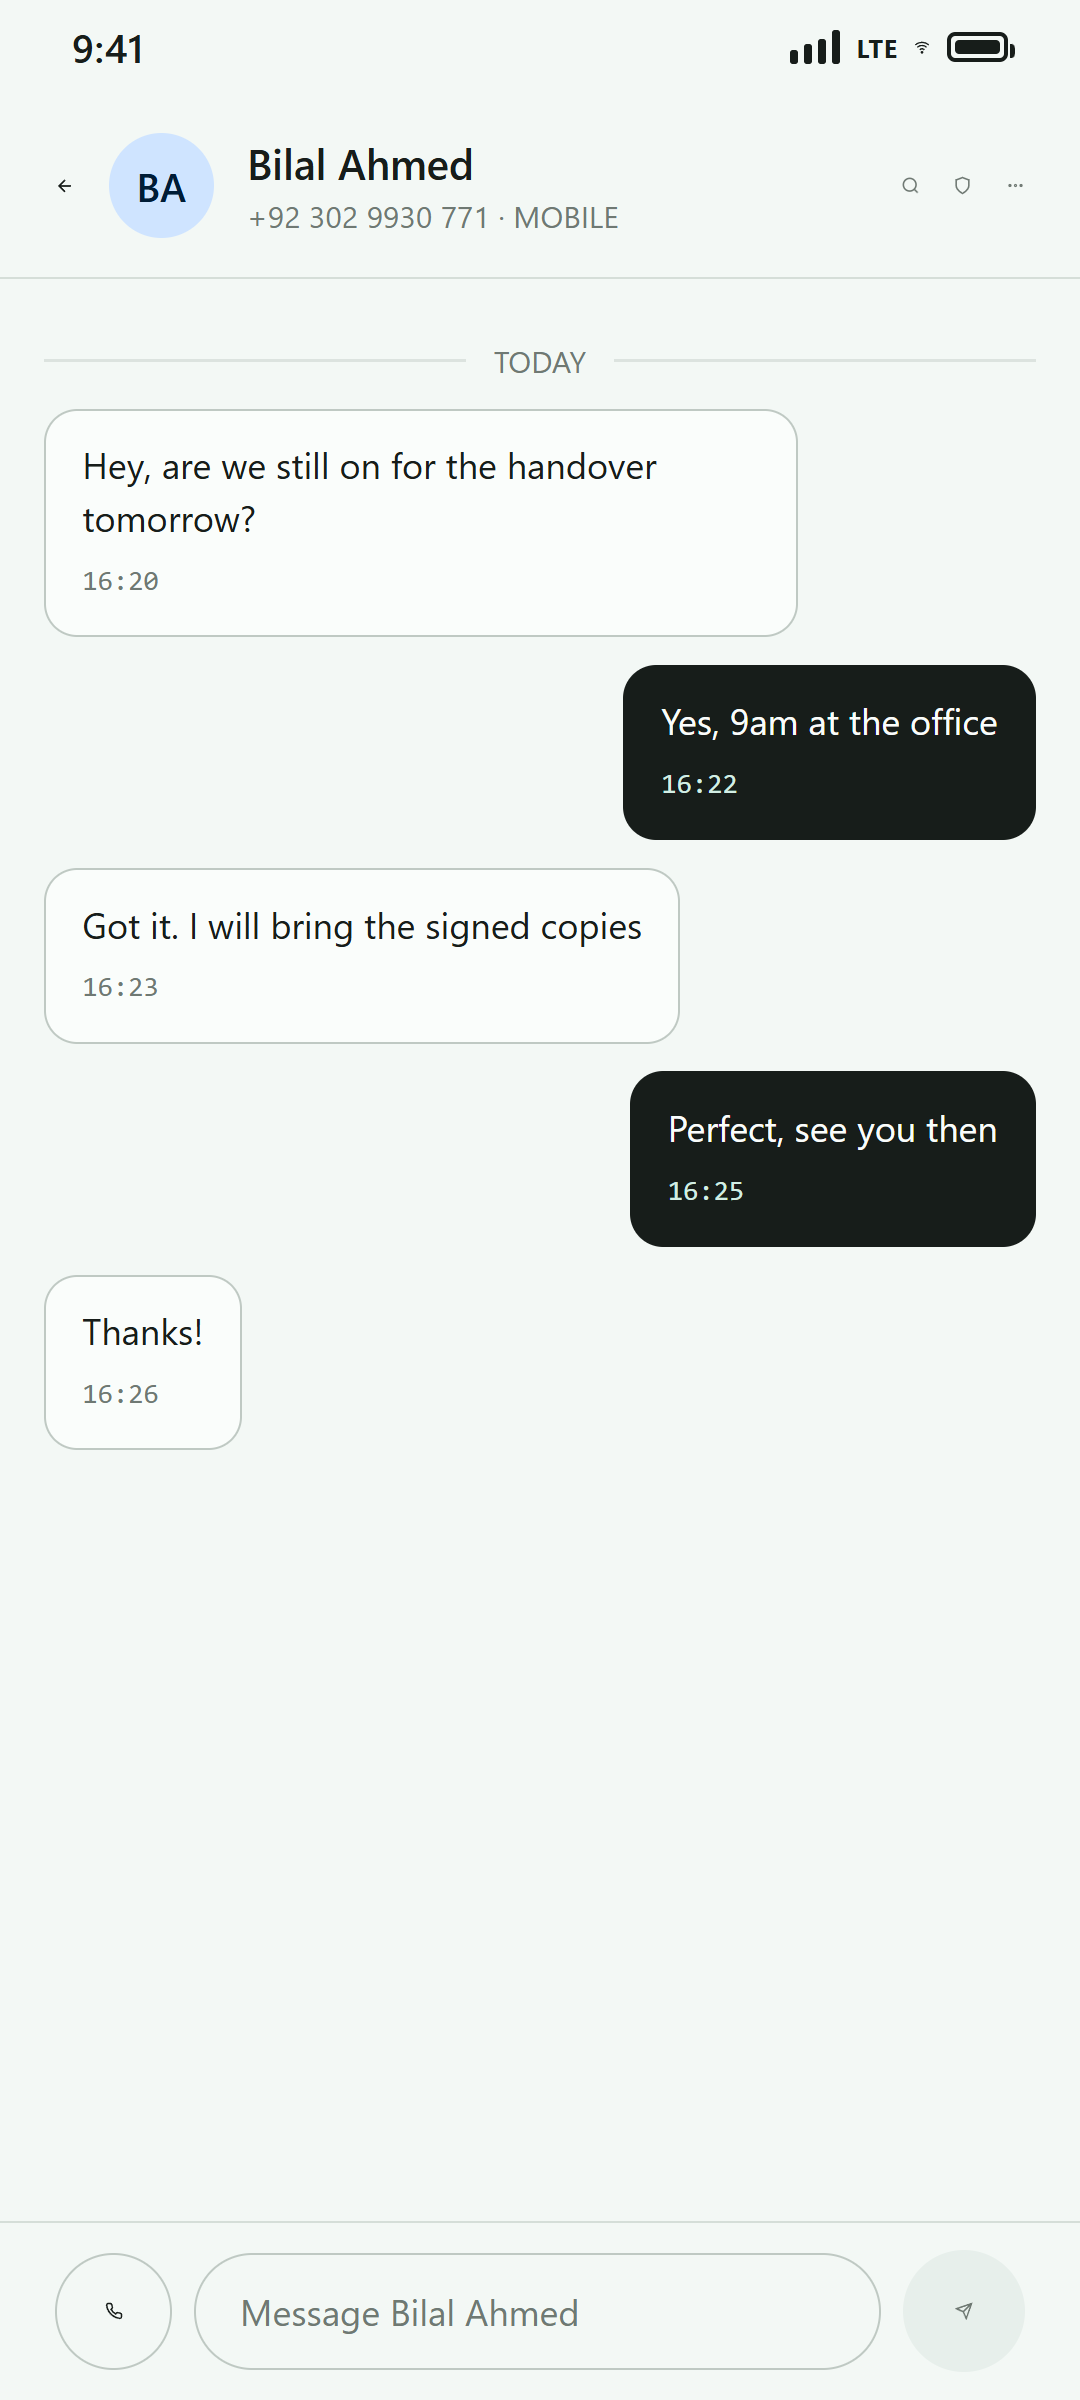 9:41
LTE
BA
Bilal Ahmed
+92 302 9930 771 · MOBILE
TODAY
Hey, are we still on for the handover
tomorrow?
16:20
Yes, 9am at the office
16:22
Got it. I will bring the signed copies
16:23
Perfect, see you then
16:25
Thanks!
16:26
Message Bilal Ahmed